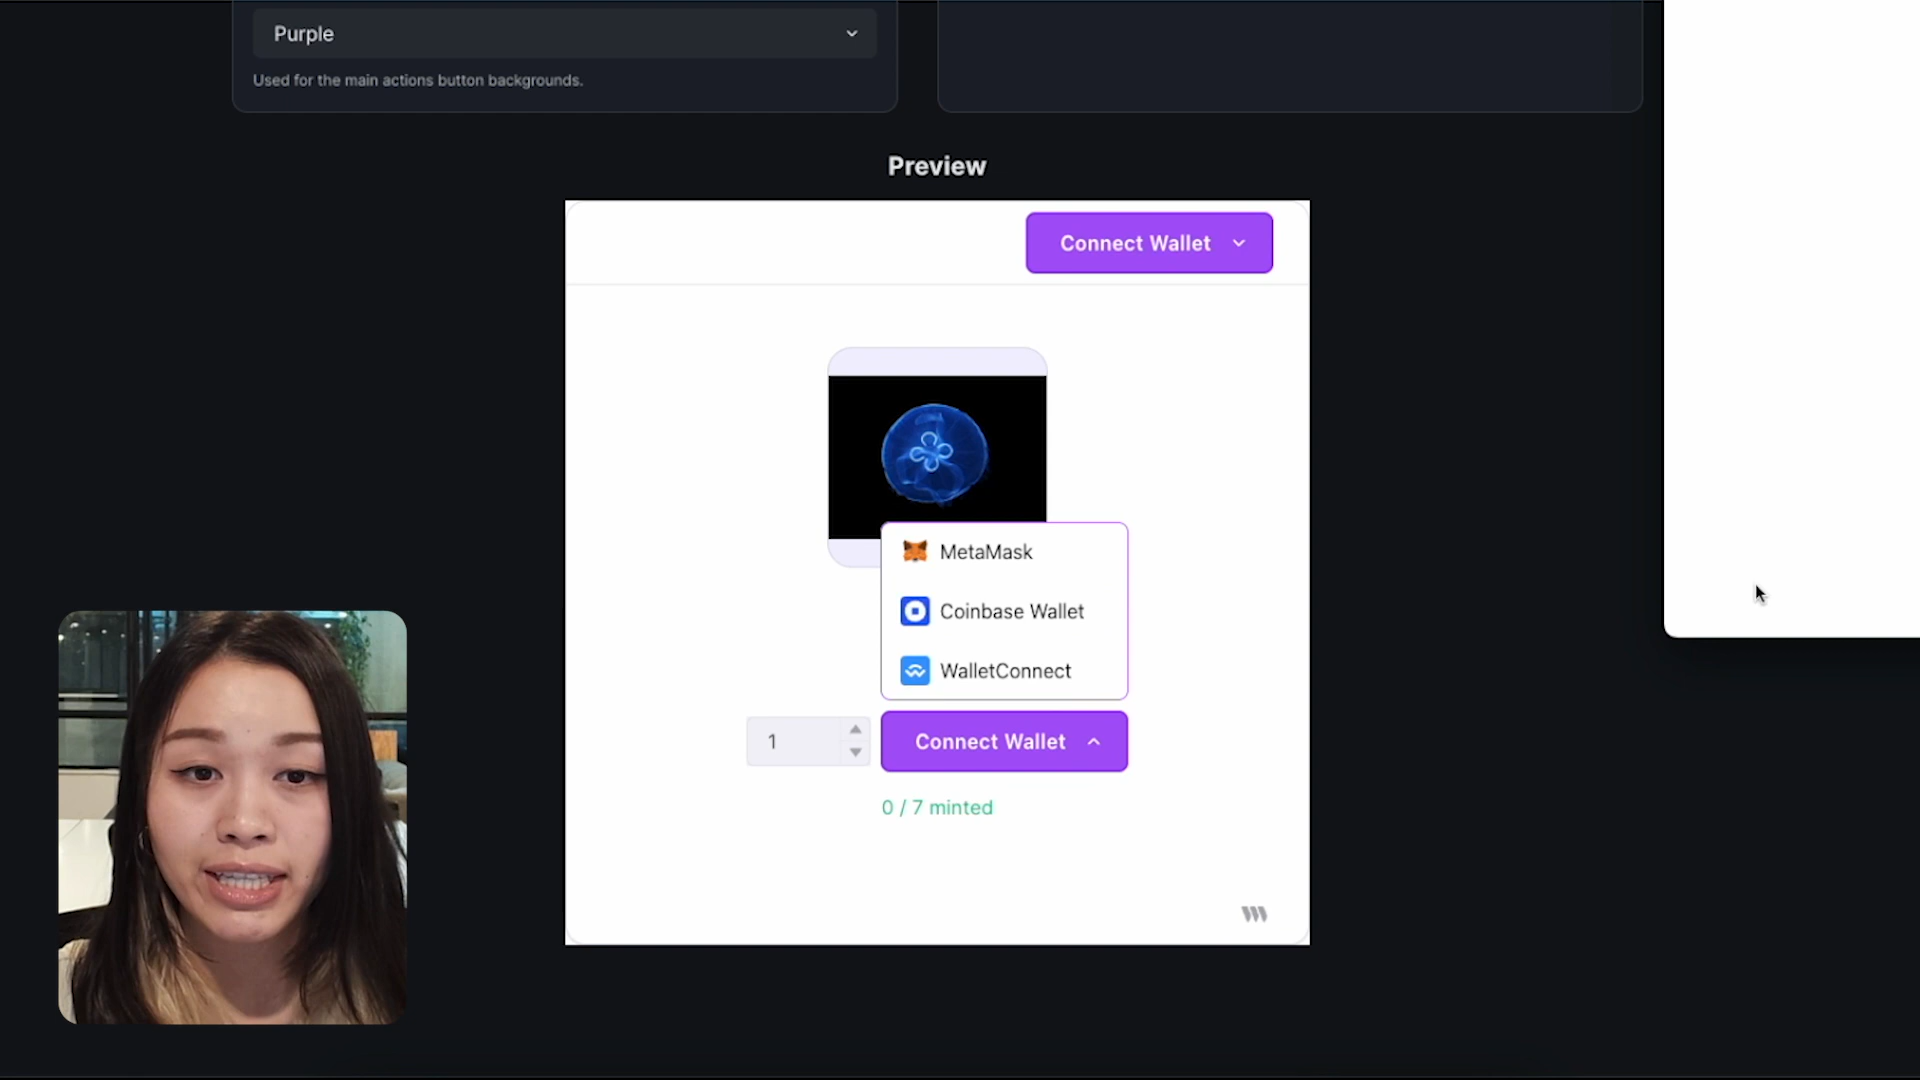 Purple
Used for the main actions button backgrounds.
Preview
Connect Wallet
MetaMask
Coinbase Wallet
WalletConnect
1
Connect Wallet
0 / 7 minted